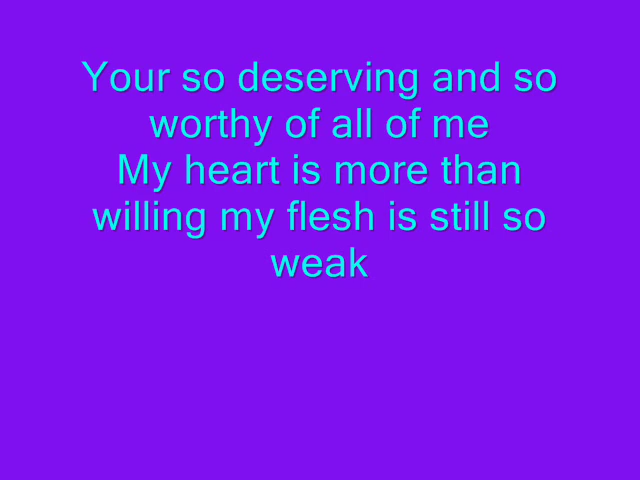 Your so deserving and so
worthy of all of me
My heart is more than
willing my flesh is still so
weak